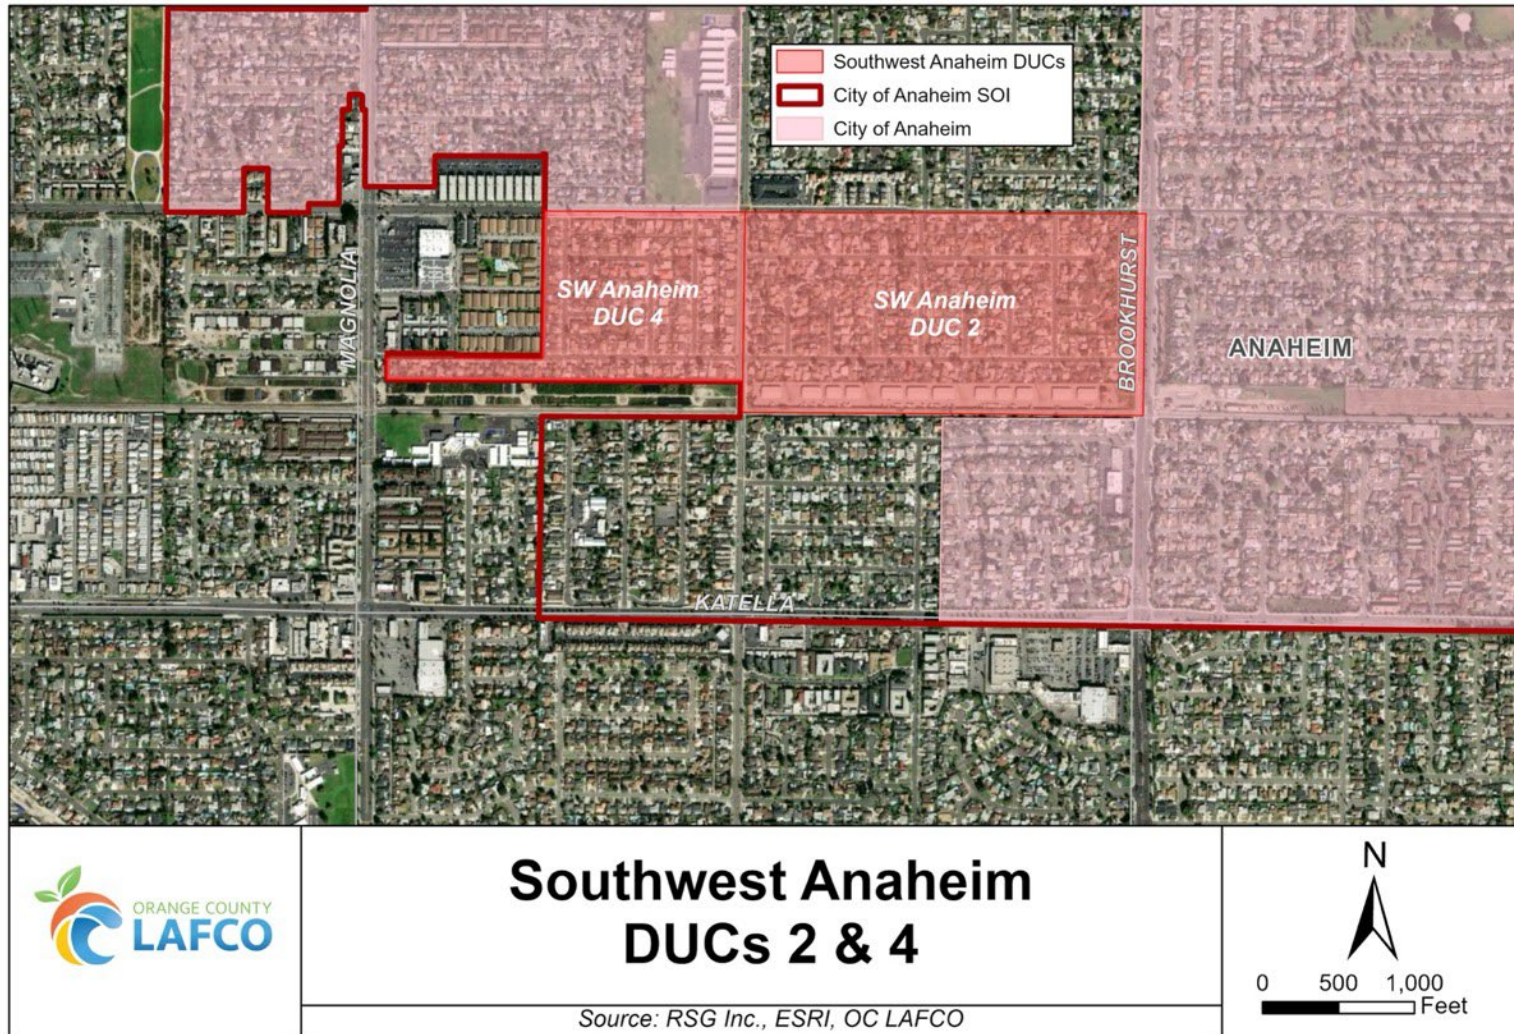 Southwest Anaheim DUCs
City of Anaheim SOI
City of Anaheim
MAGNOLIA
SW Anaheim
DUC 4
SW Anaheim
DUC 2
BROOKHURST
ANAHEIM
KATELLA
ORANGE COUNTY
LAFCO
Southwest Anaheim
DUCs 2 & 4
Source: RSG Inc., ESRI, OC LAFCO
N
0 500 1,000
Feet